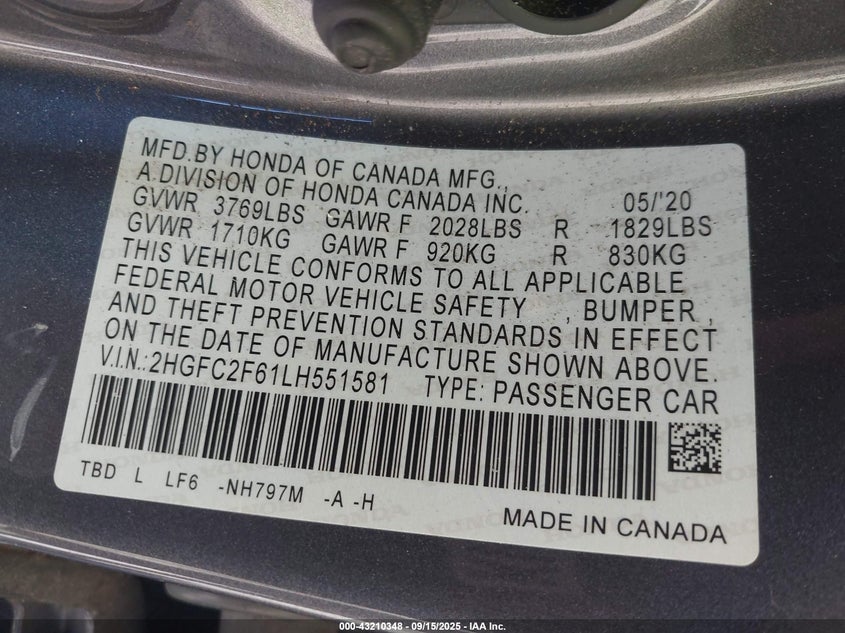 MFD.BY HONDA OF CANADA MFG.,
A DIVISION OF HONDA CANADA INC. 05/'20
GVWR 3769LBS GAWR F 2028LBS R 1829LBS
GVWR 1710KG GAWR F 920KG R 830KG
THIS VEHICLE CONFORMS TO ALL APPLICABLE
FEDERAL MOTOR VEHICLE SAFETY , BUMPER ,
AND THEFT PREVENTION STANDARDS IN EFFECT
ON THE DATE OF MANUFACTURE SHOWN ABOVE.
V.I.N.:2HGFC2F61LH551581 TYPE: PASSENGER CAR
TBD L LF6 -NH797M -A -H
MADE IN CANADA
000-43210348 - 09/15/2025 - IAA Inc.